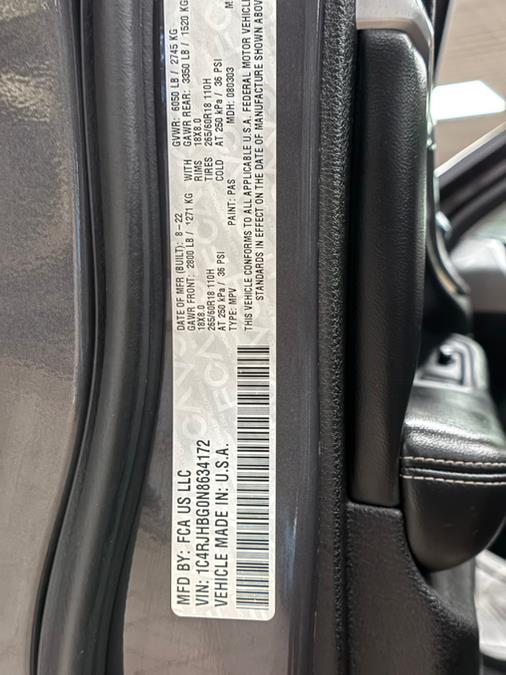 MFD BY: FCA US LLC
VIN: 1C4RJHBG0N8634172
VEHICLE MADE IN: U.S.A.
DATE OF MFR (BUILT): 8-22 GVWR: 6050 LB / 2745 KG
GAWR FRONT: 2800 LB / 1271 KG WITH GAWR REAR: 3350 LB / 1520 KG
18X8.0 RIMS 18X8.0
265/60R18 110H TIRES 265/60R18 110H
AT 250 kPa / 36 PSI COLD AT 250 kPa / 36 PSI
TYPE: MPV PAINT: PAS MDH: 080303
THIS VEHICLE CONFORMS TO ALL APPLICABLE U.S.A. FEDERAL MOTOR VEHICLE
STANDARDS IN EFFECT ON THE DATE OF MANUFACTURE SHOWN ABOV